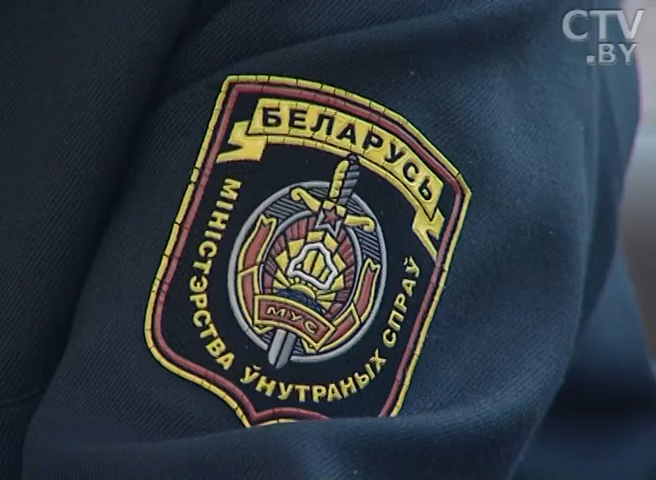 CTV
.BY
БЕЛАРУСЬ
МІНІСТЭРСТВА ЎНУТРАНЫХ СПРАЎ
МУС